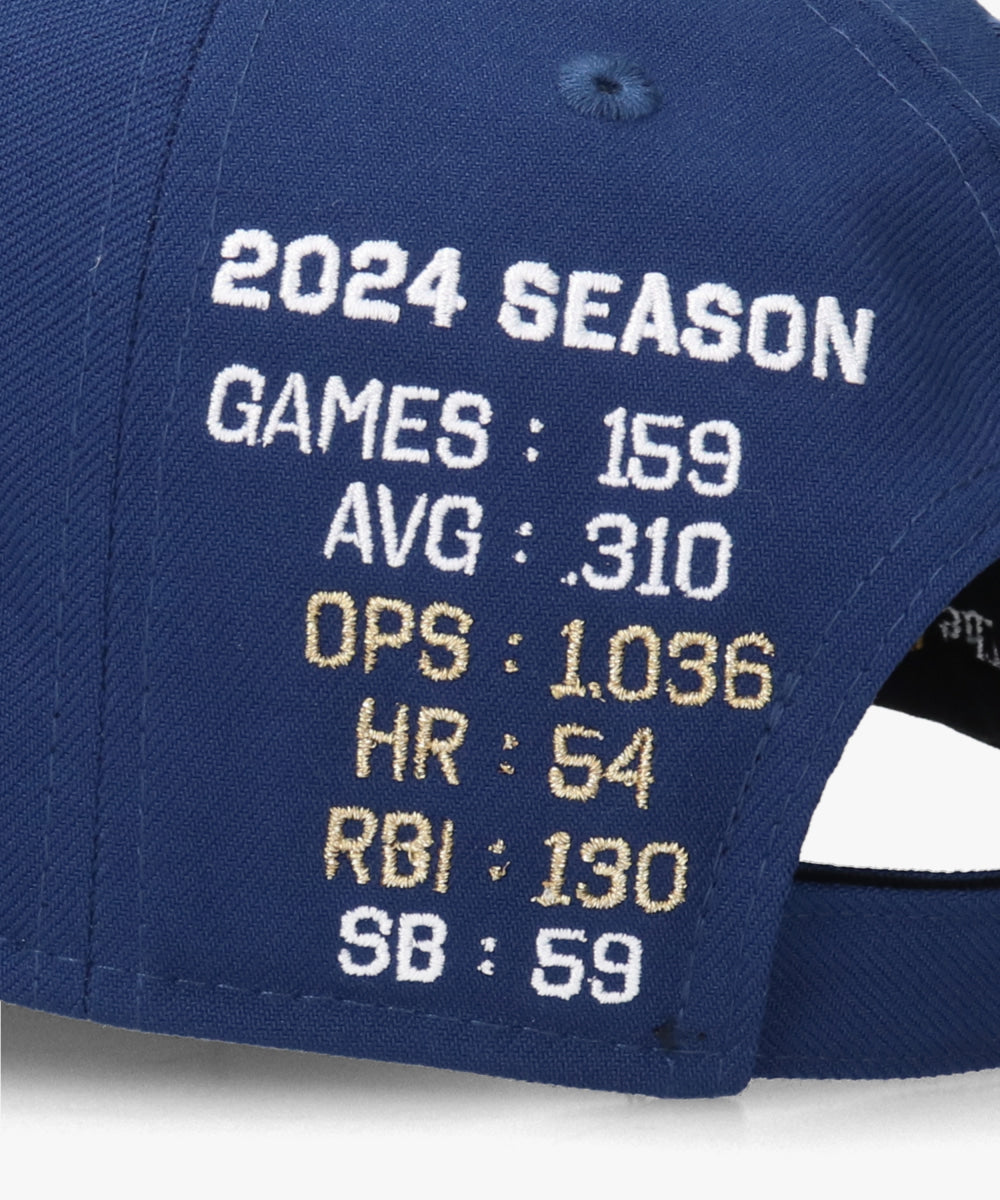 2024 SEASON
GAMES : 159
AVG : .310
OPS : 1.036
HR : 54
RBI : 130
SB : 59